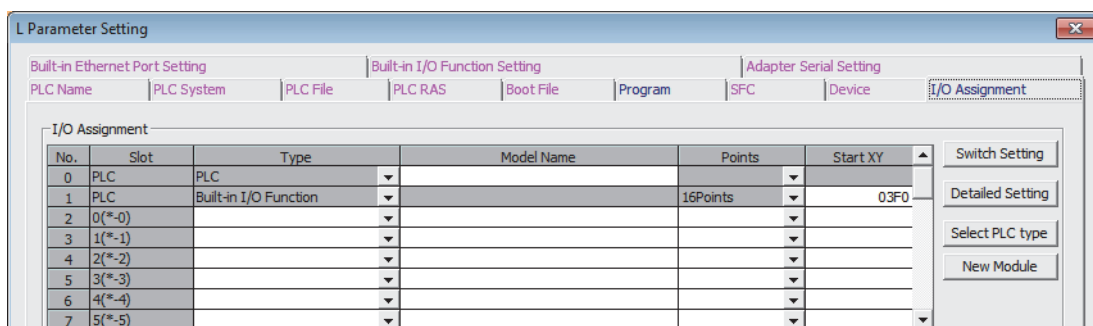 L Parameter Setting
Built-in Ethernet Port Setting Built-in I/O Function Setting Adapter Serial Setting
PLC Name PLC System PLC File PLC RAS Boot File Program SFC Device I/O Assignment
I/O Assignment
No. Slot Type Model Name Points Start XY Switch Setting
0 PLC PLC
1 PLC Built-in I/O Function 16Points 03F0 Detailed Setting
2 0(*-0)
3 1(*-1) Select PLC type
4 2(*-2)
5 3(*-3) New Module
6 4(*-4)
7 5(*-5)